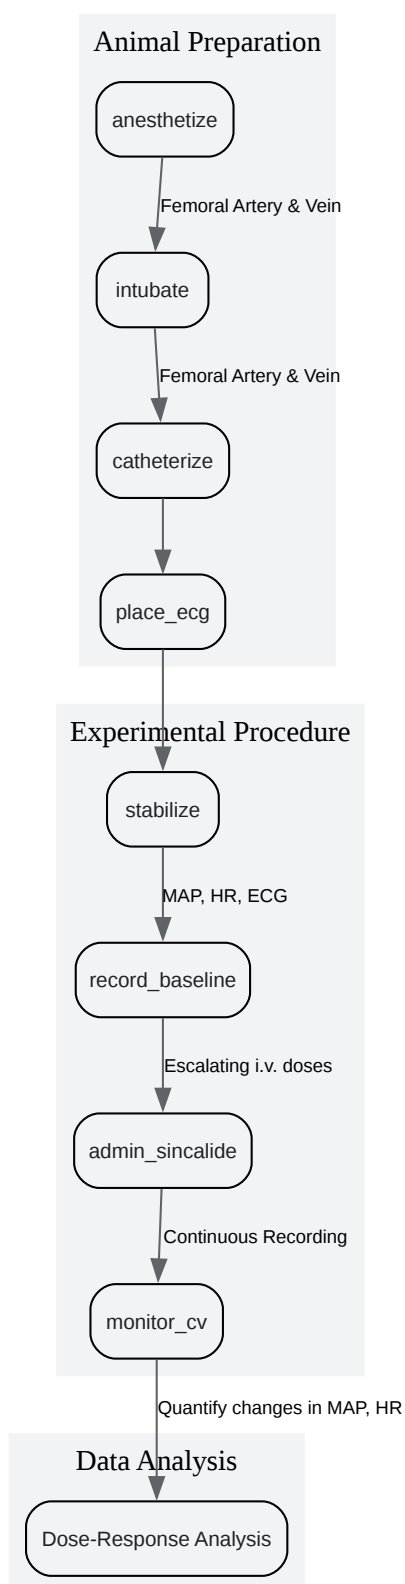 Animal Preparation
anesthetize
Femoral Artery & Vein
intubate
Femoral Artery & Vein
catheterize
place_ecg
Experimental Procedure
stabilize
MAP, HR, ECG
record_baseline
Escalating i.v. doses
admin_sincalide
Continuous Recording
monitor_cv
Quantify changes in MAP, HR
Data Analysis
Dose-Response Analysis